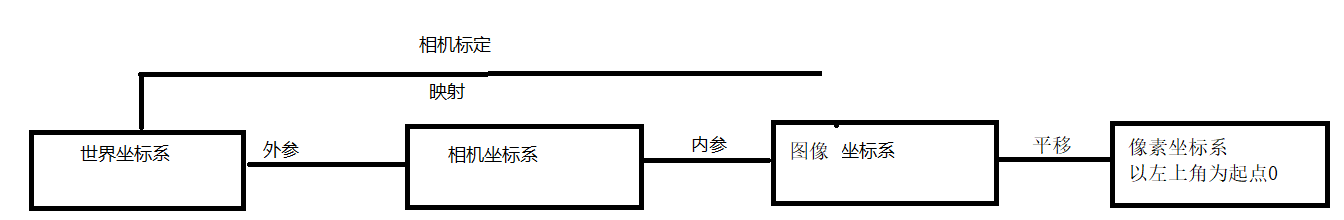 相机标定
映射
世界坐标系
外参
相机坐标系
内参
图像 坐标系
平移
像素坐标系
以左上角为起点0